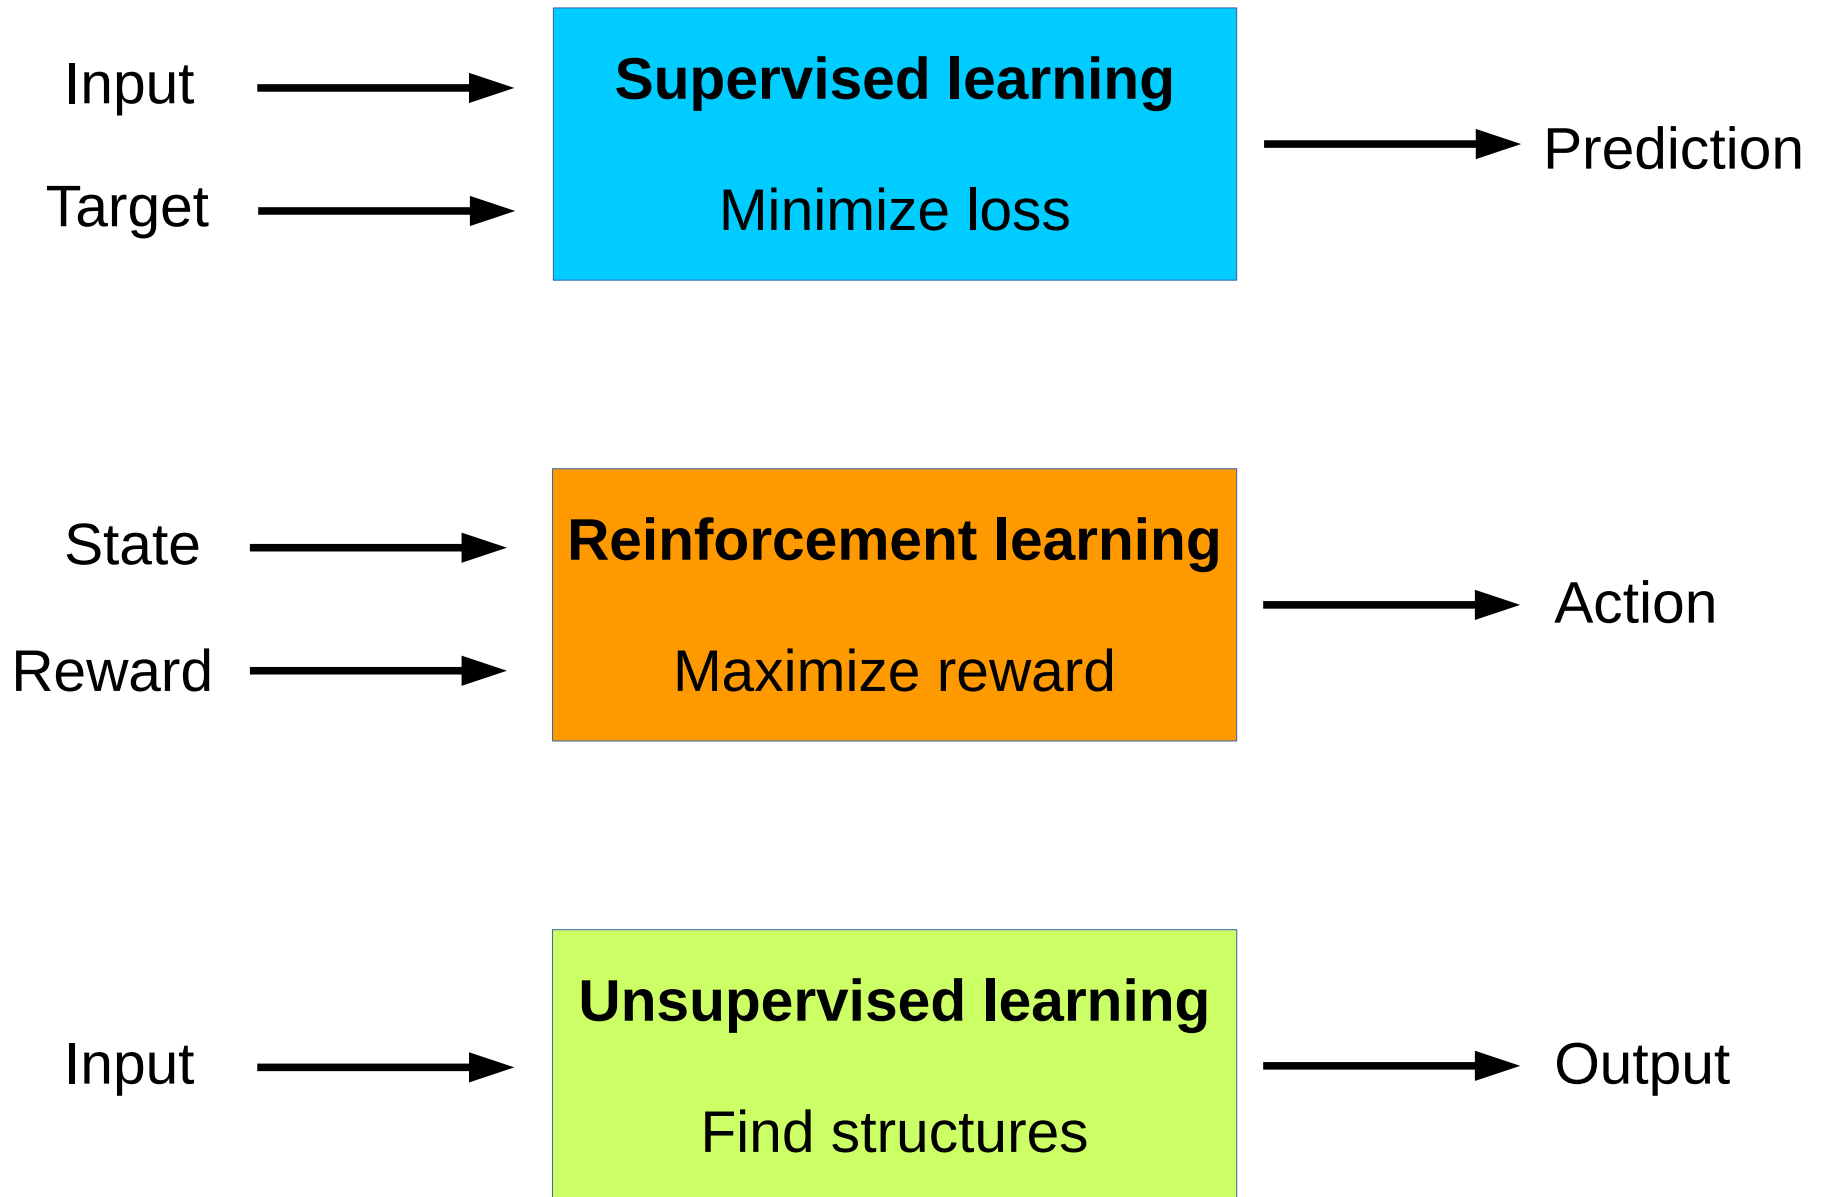 Input
Target
Supervised learning
Minimize loss
Prediction
State
Reward
Reinforcement learning
Maximize reward
Action
Input
Unsupervised learning
Find structures
Output